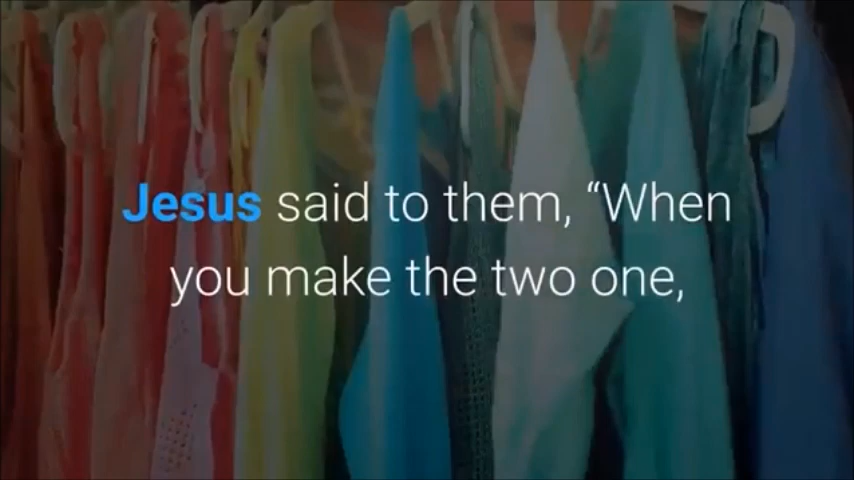 Jesus said to them, “When
you make the two one,